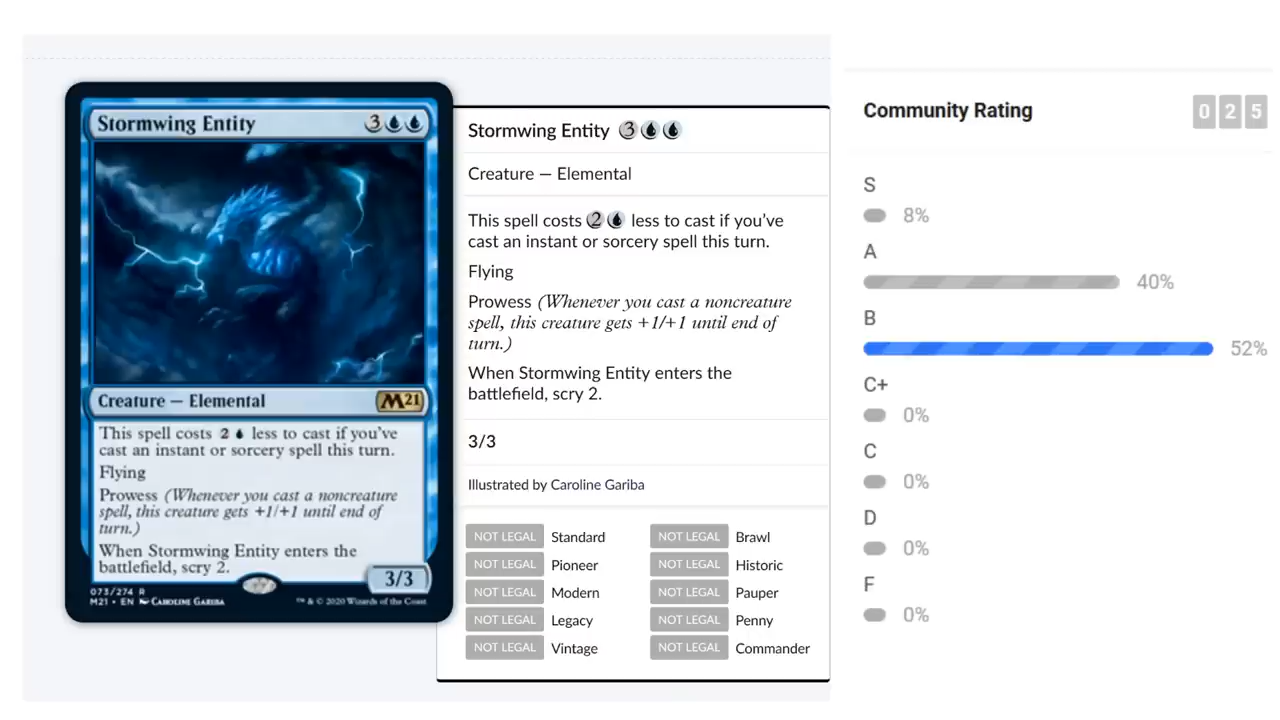 Stormwing Entity 3
This spell costs 2 less to cast if you've
cast an instant or sorcery spell this turn.
Flying
Prowess (Whenever you cast a noncreature
spell, this creature gets +1/+1 until end of
turn.)
When Stormwing Entity enters the
battlefield, scry 2.
Creature — Elemental M21
3/3
073/274 R
M21 • EN CAROLINE GARIBA
™ & © 2020 Wizards of the Coast
Stormwing Entity 3
Creature — Elemental
This spell costs 2 less to cast if you've
cast an instant or sorcery spell this turn.
Flying
Prowess (Whenever you cast a noncreature
spell, this creature gets +1/+1 until end of
turn.)
When Stormwing Entity enters the
battlefield, scry 2.
3/3
Illustrated by Caroline Gariba
NOT LEGAL Standard NOT LEGAL Brawl
NOT LEGAL Pioneer NOT LEGAL Historic
NOT LEGAL Modern NOT LEGAL Pauper
NOT LEGAL Legacy NOT LEGAL Penny
NOT LEGAL Vintage NOT LEGAL Commander
Community Rating 0 2 5
S
8%
A
40%
B
52%
C+
0%
C
0%
D
0%
F
0%